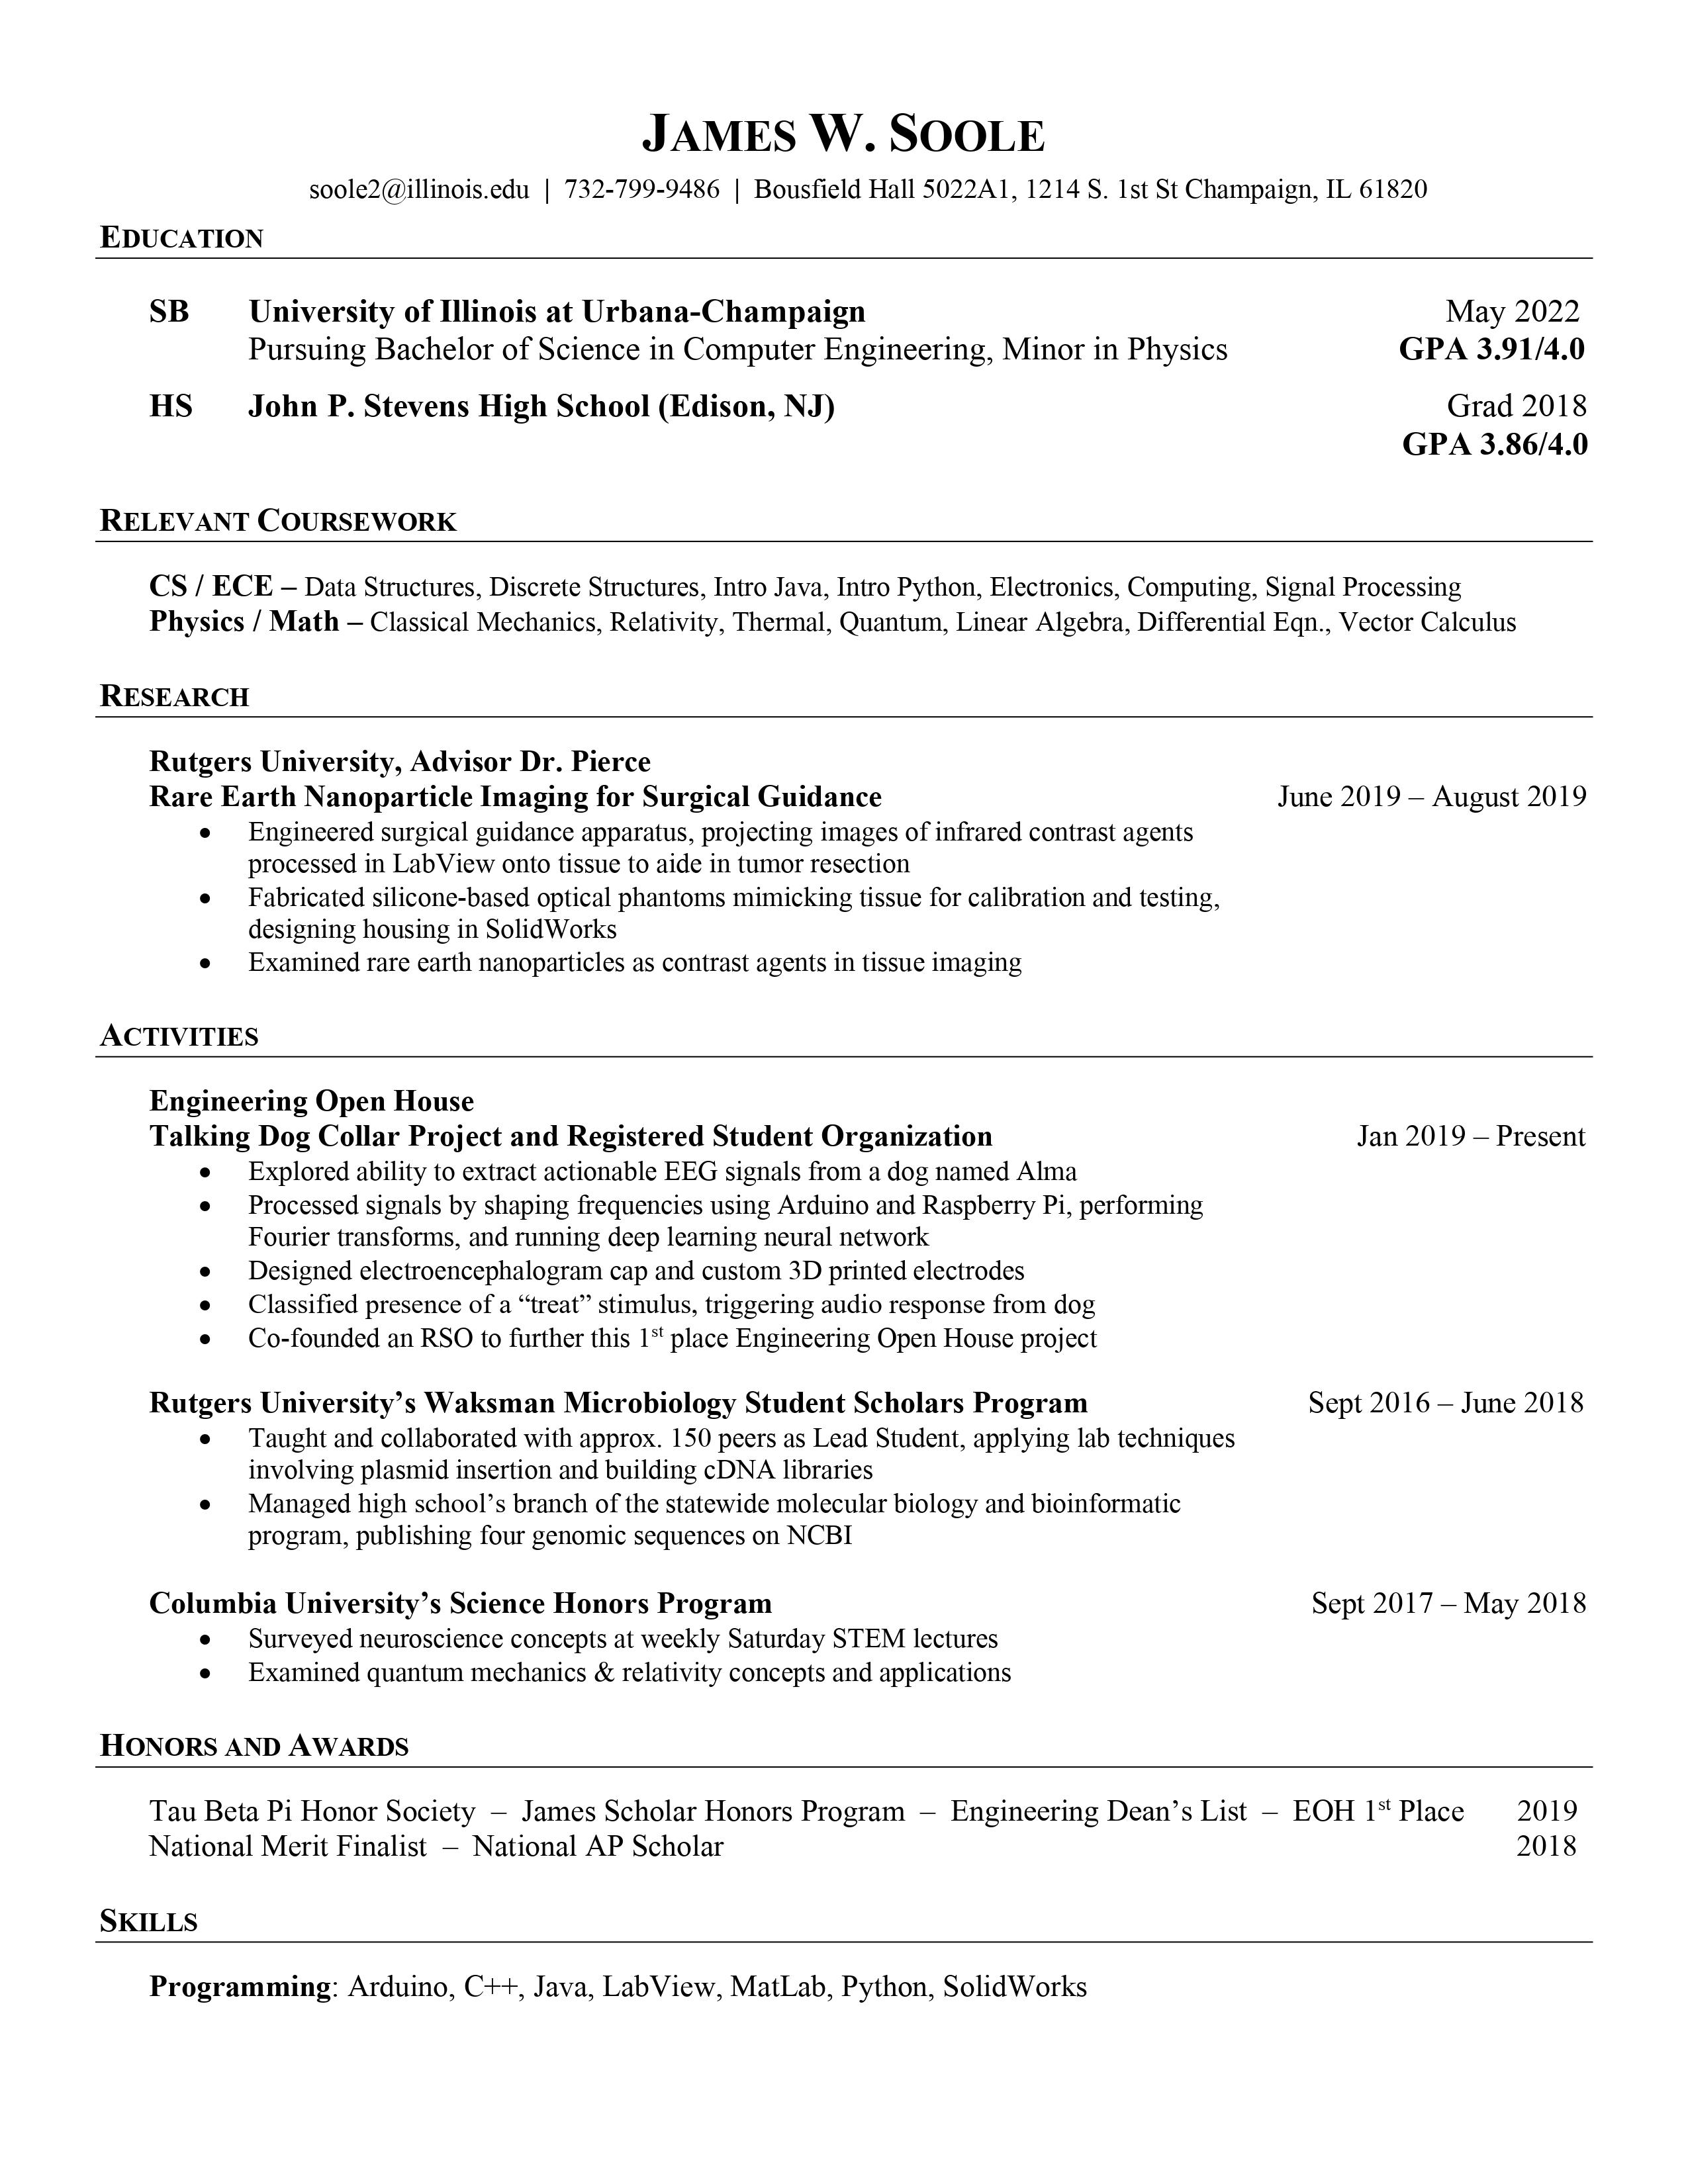 JAMES W. SOOLE
soole2@illinois.edu | 732-799-9486 | Bousfield Hall 5022A1, 1214 S. 1st St Champaign, IL 61820
EDUCATION
SB University of Illinois at Urbana-Champaign May 2022
Pursuing Bachelor of Science in Computer Engineering, Minor in Physics GPA 3.91/4.0
HS John P. Stevens High School (Edison, NJ) Grad 2018
GPA 3.86/4.0
RELEVANT COURSEWORK
CS / ECE – Data Structures, Discrete Structures, Intro Java, Intro Python, Electronics, Computing, Signal Processing
Physics / Math – Classical Mechanics, Relativity, Thermal, Quantum, Linear Algebra, Differential Eqn., Vector Calculus
RESEARCH
Rutgers University, Advisor Dr. Pierce
Rare Earth Nanoparticle Imaging for Surgical Guidance June 2019 – August 2019
• Engineered surgical guidance apparatus, projecting images of infrared contrast agents
processed in LabView onto tissue to aide in tumor resection
• Fabricated silicone-based optical phantoms mimicking tissue for calibration and testing,
designing housing in SolidWorks
• Examined rare earth nanoparticles as contrast agents in tissue imaging
ACTIVITIES
Engineering Open House
Talking Dog Collar Project and Registered Student Organization Jan 2019 – Present
• Explored ability to extract actionable EEG signals from a dog named Alma
• Processed signals by shaping frequencies using Arduino and Raspberry Pi, performing
Fourier transforms, and running deep learning neural network
• Designed electroencephalogram cap and custom 3D printed electrodes
• Classified presence of a “treat” stimulus, triggering audio response from dog
• Co-founded an RSO to further this 1st place Engineering Open House project
Rutgers University’s Waksman Microbiology Student Scholars Program Sept 2016 – June 2018
• Taught and collaborated with approx. 150 peers as Lead Student, applying lab techniques
involving plasmid insertion and building cDNA libraries
• Managed high school’s branch of the statewide molecular biology and bioinformatic
program, publishing four genomic sequences on NCBI
Columbia University’s Science Honors Program Sept 2017 – May 2018
• Surveyed neuroscience concepts at weekly Saturday STEM lectures
• Examined quantum mechanics & relativity concepts and applications
HONORS AND AWARDS
Tau Beta Pi Honor Society – James Scholar Honors Program – Engineering Dean’s List – EOH 1st Place 2019
National Merit Finalist – National AP Scholar 2018
SKILLS
Programming: Arduino, C++, Java, LabView, MatLab, Python, SolidWorks